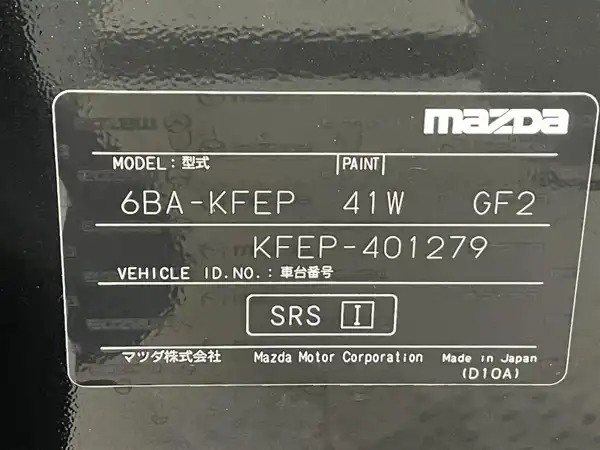 mazda
MODEL: 型式 PAINT
6BA-KFEP 41W GF2
KFEP-401279
VEHICLE ID.NO.: 車台番号
SRS I
マツダ株式会社 Mazda Motor Corporation Made in Japan
(D10A)